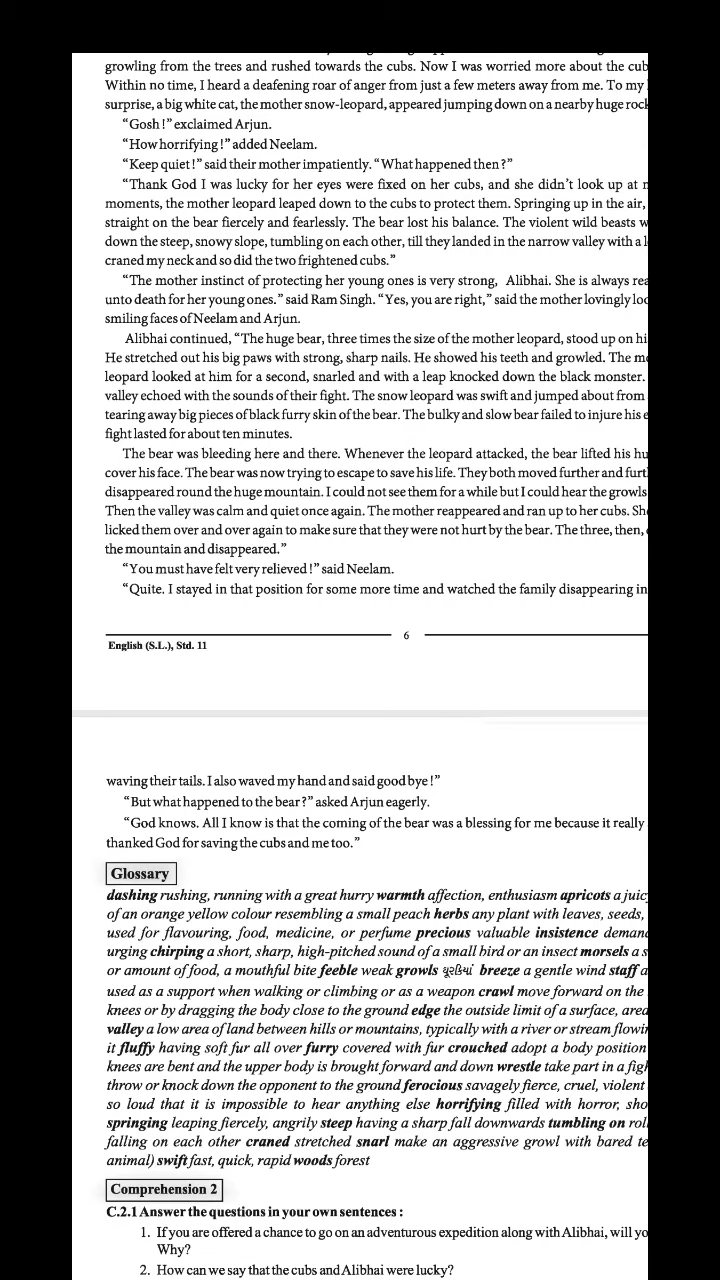 growling from the trees and rushed towards the cubs. Now I was worried more about the cub
Within no time, I heard a deafening roar of anger from just a few meters away from me. To my
surprise, a big white cat, the mother snow-leopard, appeared jumping down on a nearby huge rock
“Gosh !” exclaimed Arjun.
“How horrifying !” added Neelam.
“Keep quiet !” said their mother impatiently. “What happened then ?”
“Thank God I was lucky for her eyes were fixed on her cubs, and she didn’t look up at
moments, the mother leopard leaped down to the cubs to protect them. Springing up in the air,
straight on the bear fiercely and fearlessly. The bear lost his balance. The violent wild beasts w
down the steep, snowy slope, tumbling on each other, till they landed in the narrow valley with a
craned my neck and so did the two frightened cubs.”
“The mother instinct of protecting her young ones is very strong, Alibhai. She is always rea
unto death for her young ones.” said Ram Singh. “Yes, you are right,” said the mother lovingly loo
smiling faces of Neelam and Arjun.
Alibhai continued, “The huge bear, three times the size of the mother leopard, stood up on hi
He stretched out his big paws with strong, sharp nails. He showed his teeth and growled. The mo
leopard looked at him for a second, snarled and with a leap knocked down the black monster.
valley echoed with the sounds of their fight. The snow leopard was swift and jumped about from
tearing away big pieces of black furry skin of the bear. The bulky and slow bear failed to injure his e
fight lasted for about ten minutes.
The bear was bleeding here and there. Whenever the leopard attacked, the bear lifted his hu
cover his face. The bear was now trying to escape to save his life. They both moved further and furt
disappeared round the huge mountain. I could not see them for a while but I could hear the growls
Then the valley was calm and quiet once again. The mother reappeared and ran up to her cubs. Sh
licked them over and over again to make sure that they were not hurt by the bear. The three, then,
the mountain and disappeared.”
“You must have felt very relieved !” said Neelam.
“Quite. I stayed in that position for some more time and watched the family disappearing in
6
English (S.L.), Std. 11
waving their tails. I also waved my hand and said good bye !”
“But what happened to the bear ?” asked Arjun eagerly.
“God knows. All I know is that the coming of the bear was a blessing for me because it really
thanked God for saving the cubs and me too.”
Glossary
dashing rushing, running with a great hurry warmth affection, enthusiasm apricots a juic
of an orange yellow colour resembling a small peach herbs any plant with leaves, seeds,
used for flavouring, food, medicine, or perfume precious valuable insistence deman
urging chirping a short, sharp, high-pitched sound of a small bird or an insect morsels a s
or amount of food, a mouthful bite feeble weak growls ઘૂરકિયાં breeze a gentle wind staff a
used as a support when walking or climbing or as a weapon crawl move forward on the
knees or by dragging the body close to the ground edge the outside limit of a surface, area
valley a low area of land between hills or mountains, typically with a river or stream flowi
it fluffy having soft fur all over furry covered with fur crouched adopt a body position
knees are bent and the upper body is brought forward and down wrestle take part in a figh
throw or knock down the opponent to the ground ferocious savagely fierce, cruel, violent
so loud that it is impossible to hear anything else horrifying filled with horror, sho
springing leaping fiercely, angrily steep having a sharp fall downwards tumbling on rol
falling on each other craned stretched snarl make an aggressive growl with bared te
animal) swift fast, quick, rapid woods forest
Comprehension 2
C.2.1 Answer the questions in your own sentences :
1. If you are offered a chance to go on an adventurous expedition along with Alibhai, will yo
Why?
2. How can we say that the cubs and Alibhai were lucky?